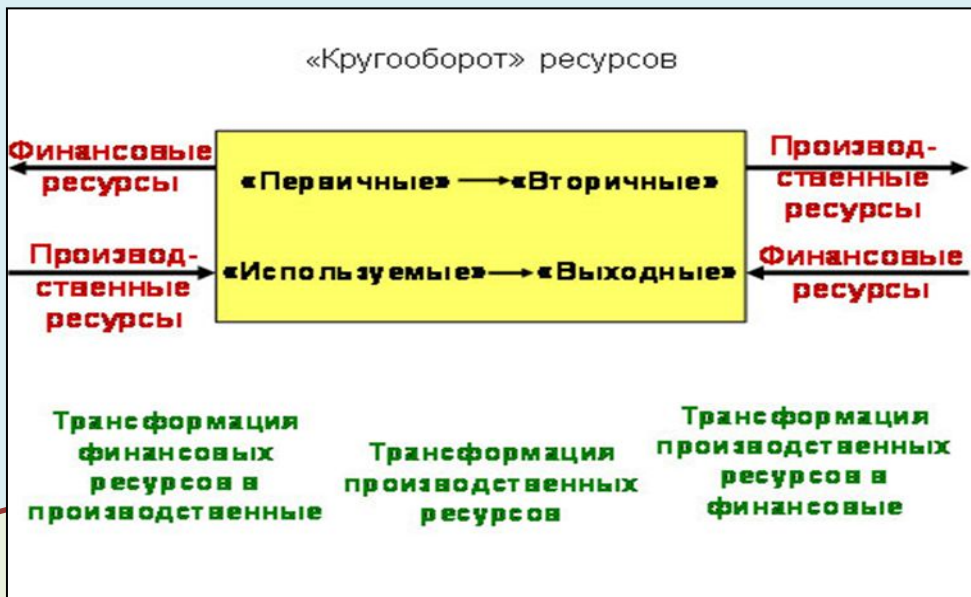 «Кругооборот» ресурсов
Финансовые
ресурсы
«Первичные» «Вторичные»
Производ-
ственные
ресурсы
Производ-
ственные
ресурсы
«Используемые» «Выходные»
Финансовые
ресурсы
Трансформация
финансовых
ресурсов в
производственные
Трансформация
производственных
ресурсов
Трансформация
производственных
ресурсов в
финансовые